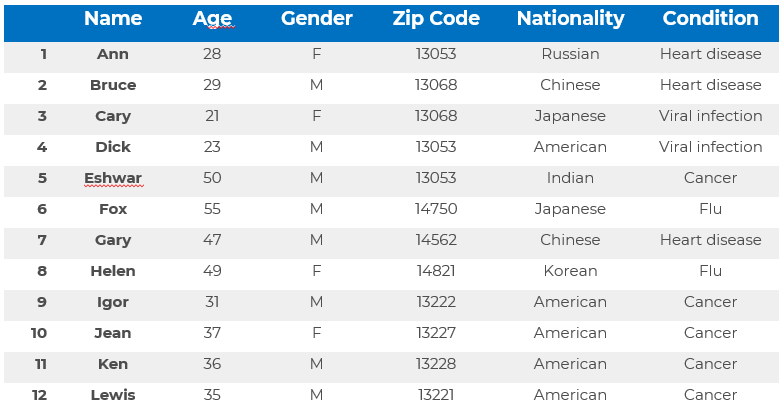 Name Age Gender Zip Code Nationality Condition
1 Ann 28 F 13053 Russian Heart disease
2 Bruce 29 M 13068 Chinese Heart disease
3 Cary 21 F 13068 Japanese Viral infection
4 Dick 23 M 13053 American Viral infection
5 Eshwar 50 M 13053 Indian Cancer
6 Fox 55 M 14750 Japanese Flu
7 Gary 47 M 14562 Chinese Heart disease
8 Helen 49 F 14821 Korean Flu
9 Igor 31 M 13222 American Cancer
10 Jean 37 F 13227 American Cancer
11 Ken 36 M 13228 American Cancer
12 Lewis 35 M 13221 American Cancer